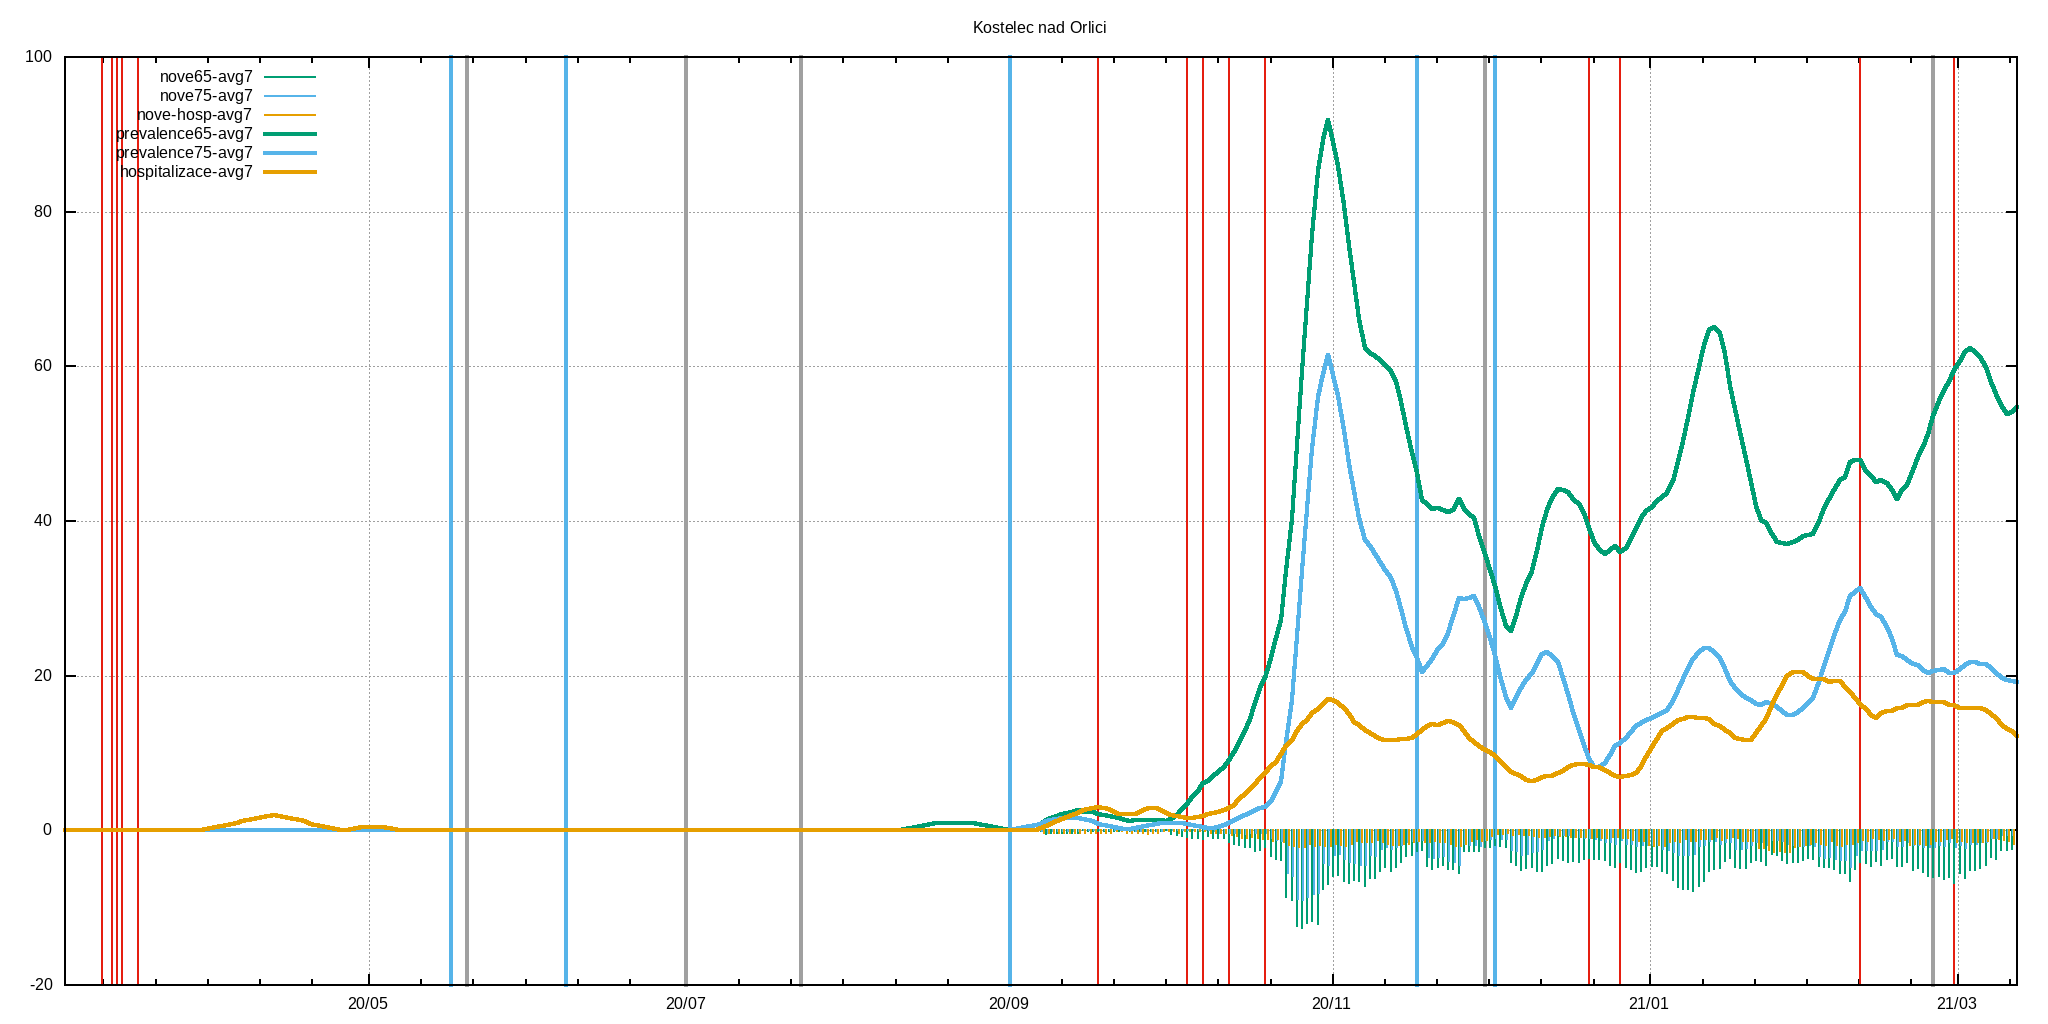 Kostelec nad Orlici
100
80
60
40
20
0
-20
nove65-avg7
nove75-avg7
nove-hosp-avg7
prevalence65-avg7
prevalence75-avg7
hospitalizace-avg7
20/05
20/07
20/09
20/11
21/01
21/03